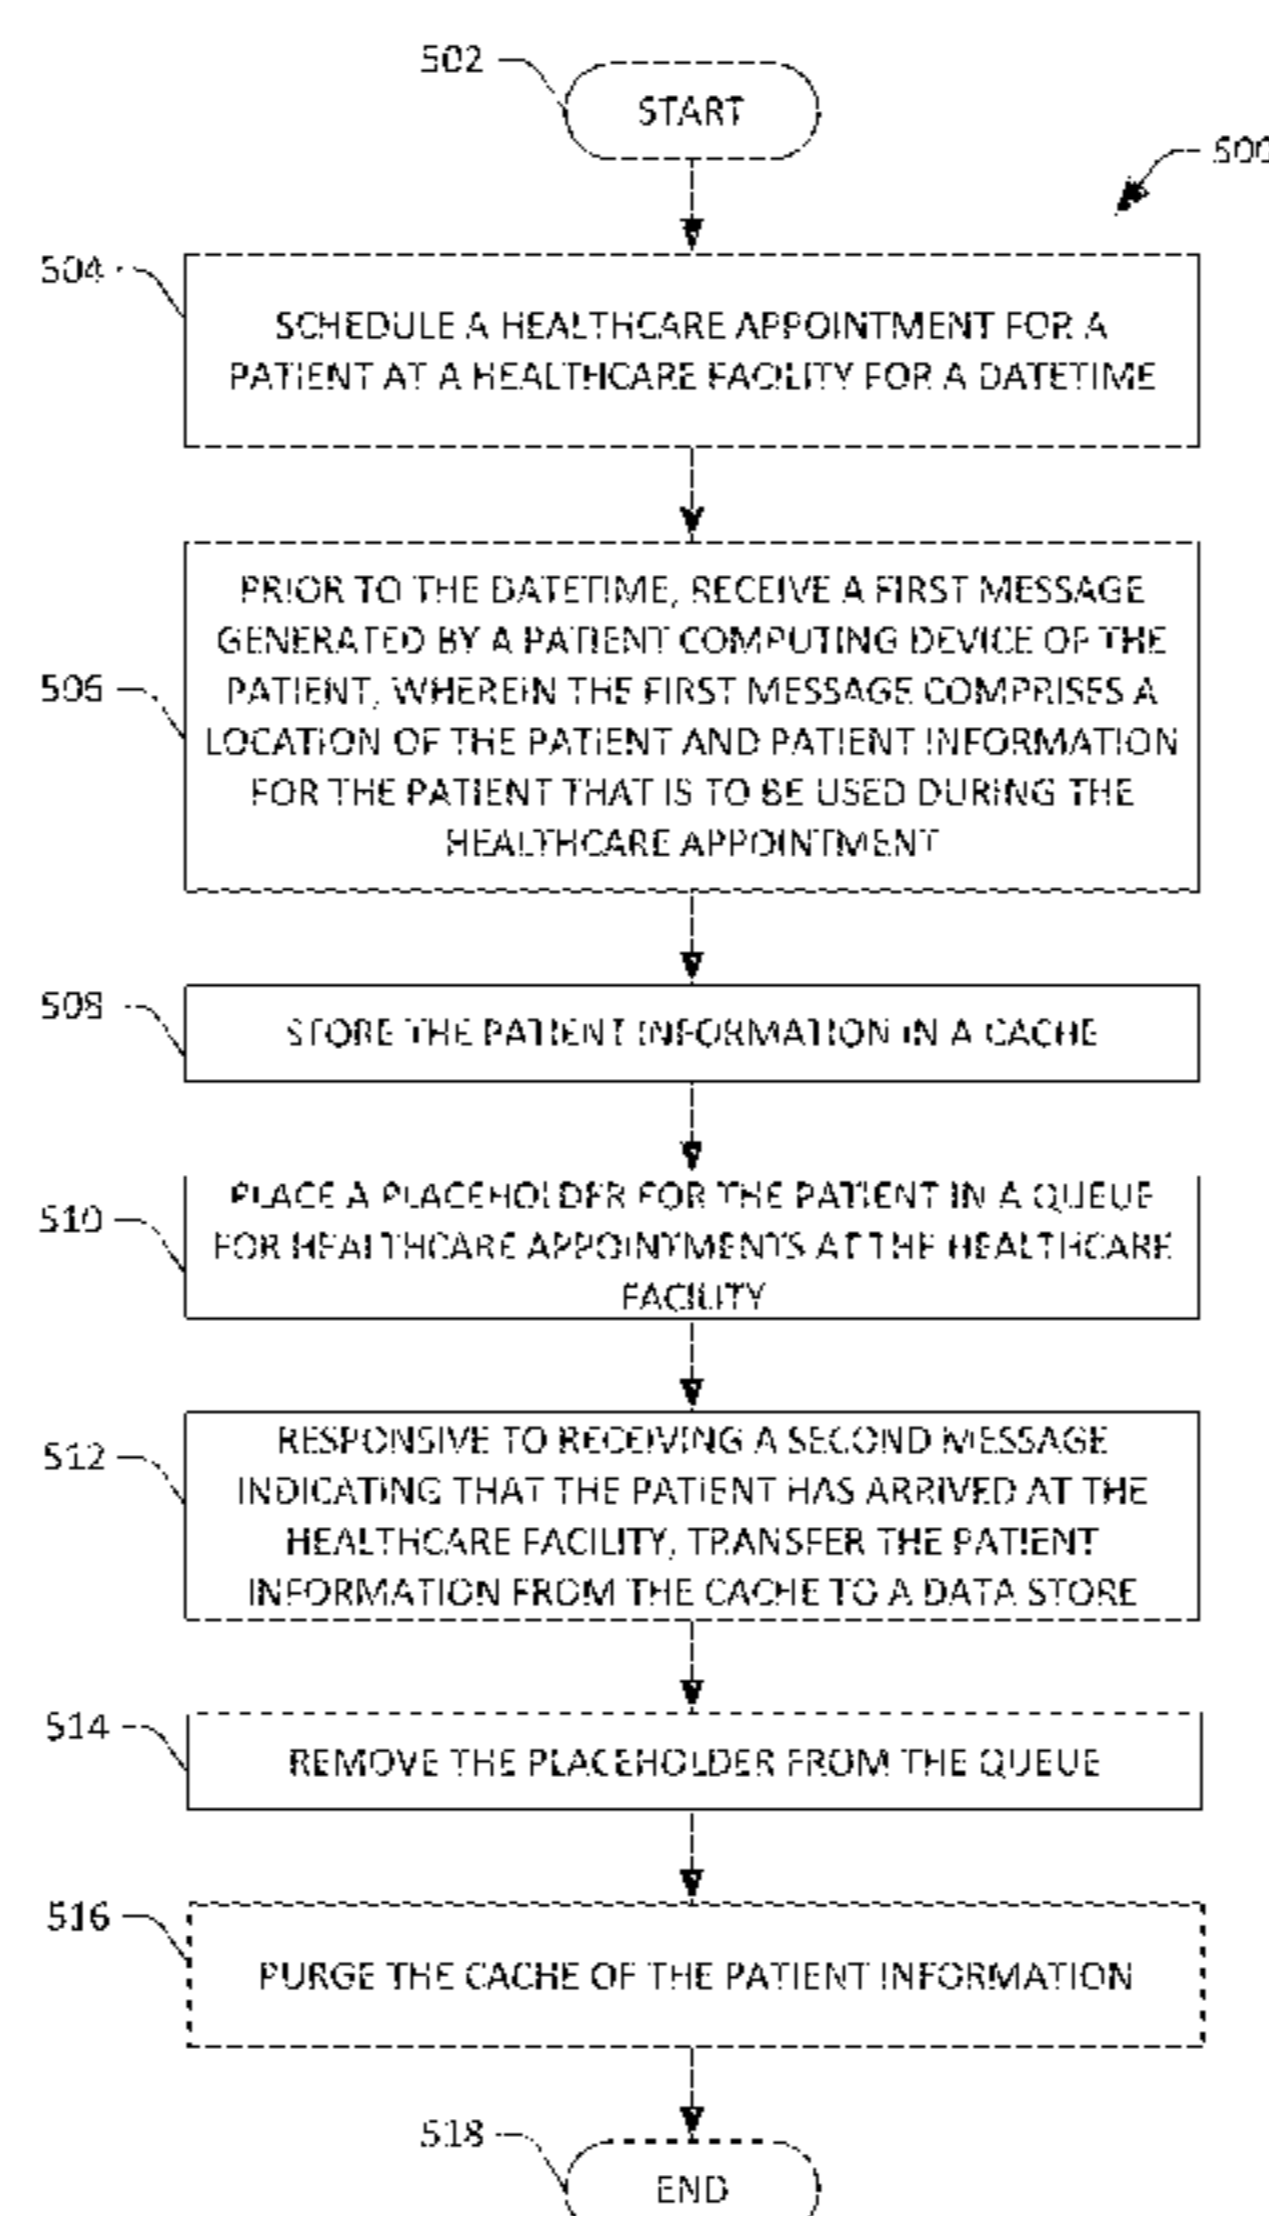 502
START
500
504
SCHEDULE A HEALTHCARE APPOINTMENT FOR A
PATIENT AT A HEALTHCARE FACILITY FOR A DATETIME
506
PRIOR TO THE DATETIME, RECEIVE A FIRST MESSAGE
GENERATED BY A PATIENT COMPUTING DEVICE OF THE
PATIENT, WHEREIN THE FIRST MESSAGE COMPRISES A
LOCATION OF THE PATIENT AND PATIENT INFORMATION
FOR THE PATIENT THAT IS TO BE USED DURING THE
HEALTHCARE APPOINTMENT
508
STORE THE PATIENT INFORMATION IN A CACHE
510
PLACE A PLACEHOLDER FOR THE PATIENT IN A QUEUE
FOR HEALTHCARE APPOINTMENTS AT THE HEALTHCARE
FACILITY
512
RESPONSIVE TO RECEIVING A SECOND MESSAGE
INDICATING THAT THE PATIENT HAS ARRIVED AT THE
HEALTHCARE FACILITY, TRANSFER THE PATIENT
INFORMATION FROM THE CACHE TO A DATA STORE
514
REMOVE THE PLACEHOLDER FROM THE QUEUE
516
PURGE THE CACHE OF THE PATIENT INFORMATION
518
END